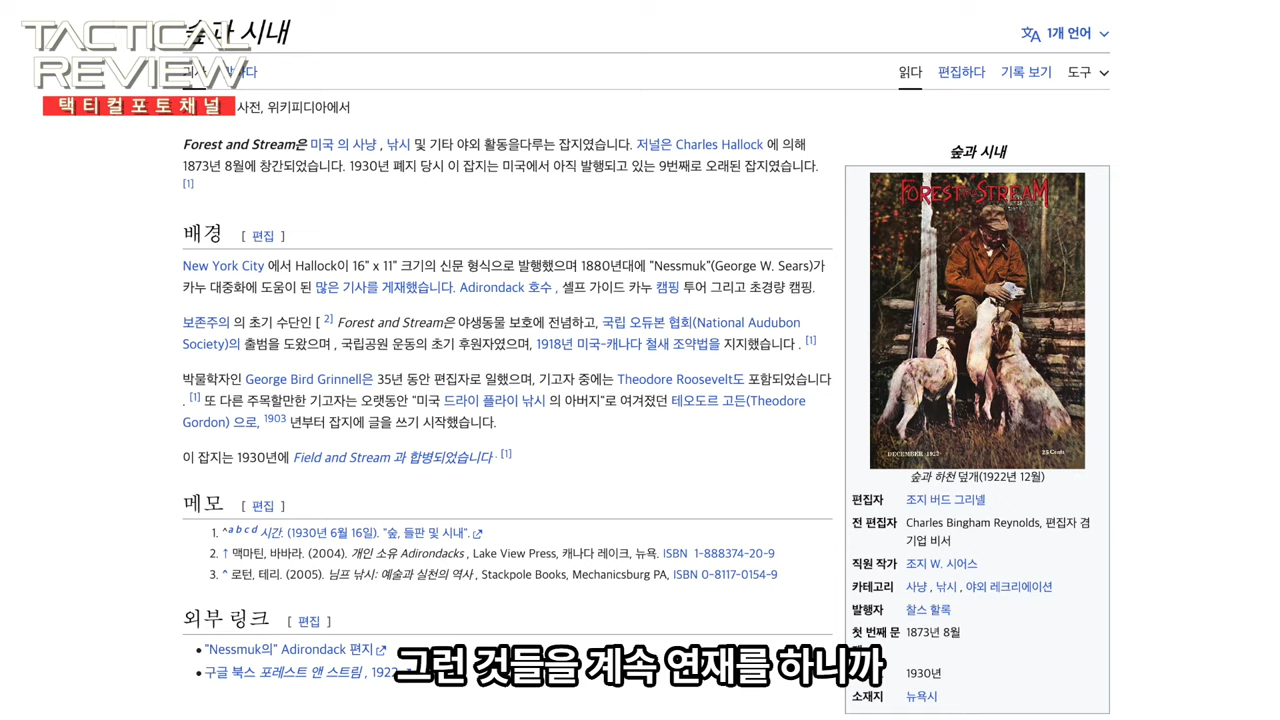 TACTICAL
REVIEW
택티컬포토채널
숲과 시내
1개 언어
읽다 편집하다 기록 보기 도구
사전, 위키피디아에서
Forest and Stream은 미국 의 사냥 , 낚시 및 기타 야외 활동을다루는 잡지였습니다. 저널은 Charles Hallock 에 의해
1873년 8월에 창간되었습니다. 1930년 폐지 당시 이 잡지는 미국에서 아직 발행되고 있는 9번째로 오래된 잡지였습니다.
[1]
배경 [ 편집 ]
New York City 에서 Hallock이 16" x 11" 크기의 신문 형식으로 발행했으며 1880년대에 "Nessmuk"(George W. Sears)가
카누 대중화에 도움이 된 많은 기사를 게재했습니다. Adirondack 호수 , 셀프 가이드 카누 캠핑 투어 그리고 초경량 캠핑.
보존주의 의 초기 수단인 [ 2] Forest and Stream은 야생동물 보호에 전념하고, 국립 오듀본 협회(National Audubon
Society)의 출범을 도왔으며 , 국립공원 운동의 초기 후원자였으며, 1918년 미국-캐나다 철새 조약법을 지지했습니다 . [1]
박물학자인 George Bird Grinnell은 35년 동안 편집자로 일했으며, 기고자 중에는 Theodore Roosevelt도 포함되었습니다
. [1] 또 다른 주목할만한 기고자는 오랫동안 "미국 드라이 플라이 낚시 의 아버지"로 여겨졌던 테오도르 고든(Theodore
Gordon) 으로, 1903 년부터 잡지에 글을 쓰기 시작했습니다.
이 잡지는 1930년에 Field and Stream 과 합병되었습니다 . [1]
메모 [ 편집 ]
1. ^ a b c d 시간. (1930년 6월 16일). "숲, 들판 및 시내".
2. ↑ 맥마틴, 바바라. (2004). 개인 소유 Adirondacks , Lake View Press, 캐나다 레이크, 뉴욕. ISBN 1-888374-20-9
3. ^ 로턴, 테리. (2005). 님프 낚시: 예술과 실천의 역사 , Stackpole Books, Mechanicsburg PA, ISBN 0-8117-0154-9
외부 링크 [ 편집 ]
"Nessmuk의" Adirondack 편지
구글 북스 포레스트 앤 스트림 , 1922
숲과 시내
FOREST AND STREAM
DECEMBER 1922 25 Cents
숲과 하천 덮개(1922년 12월)
편집자 조지 버드 그리넬
전 편집자 Charles Bingham Reynolds, 편집자 겸
기업 비서
직원 작가 조지 W. 시어스
카테고리 사냥 , 낚시 , 야외 레크리에이션
발행자 찰스 할록
첫 번째 문 1873년 8월
1930년
소재지 뉴욕시
그런 것들을 계속 연재를 하니까